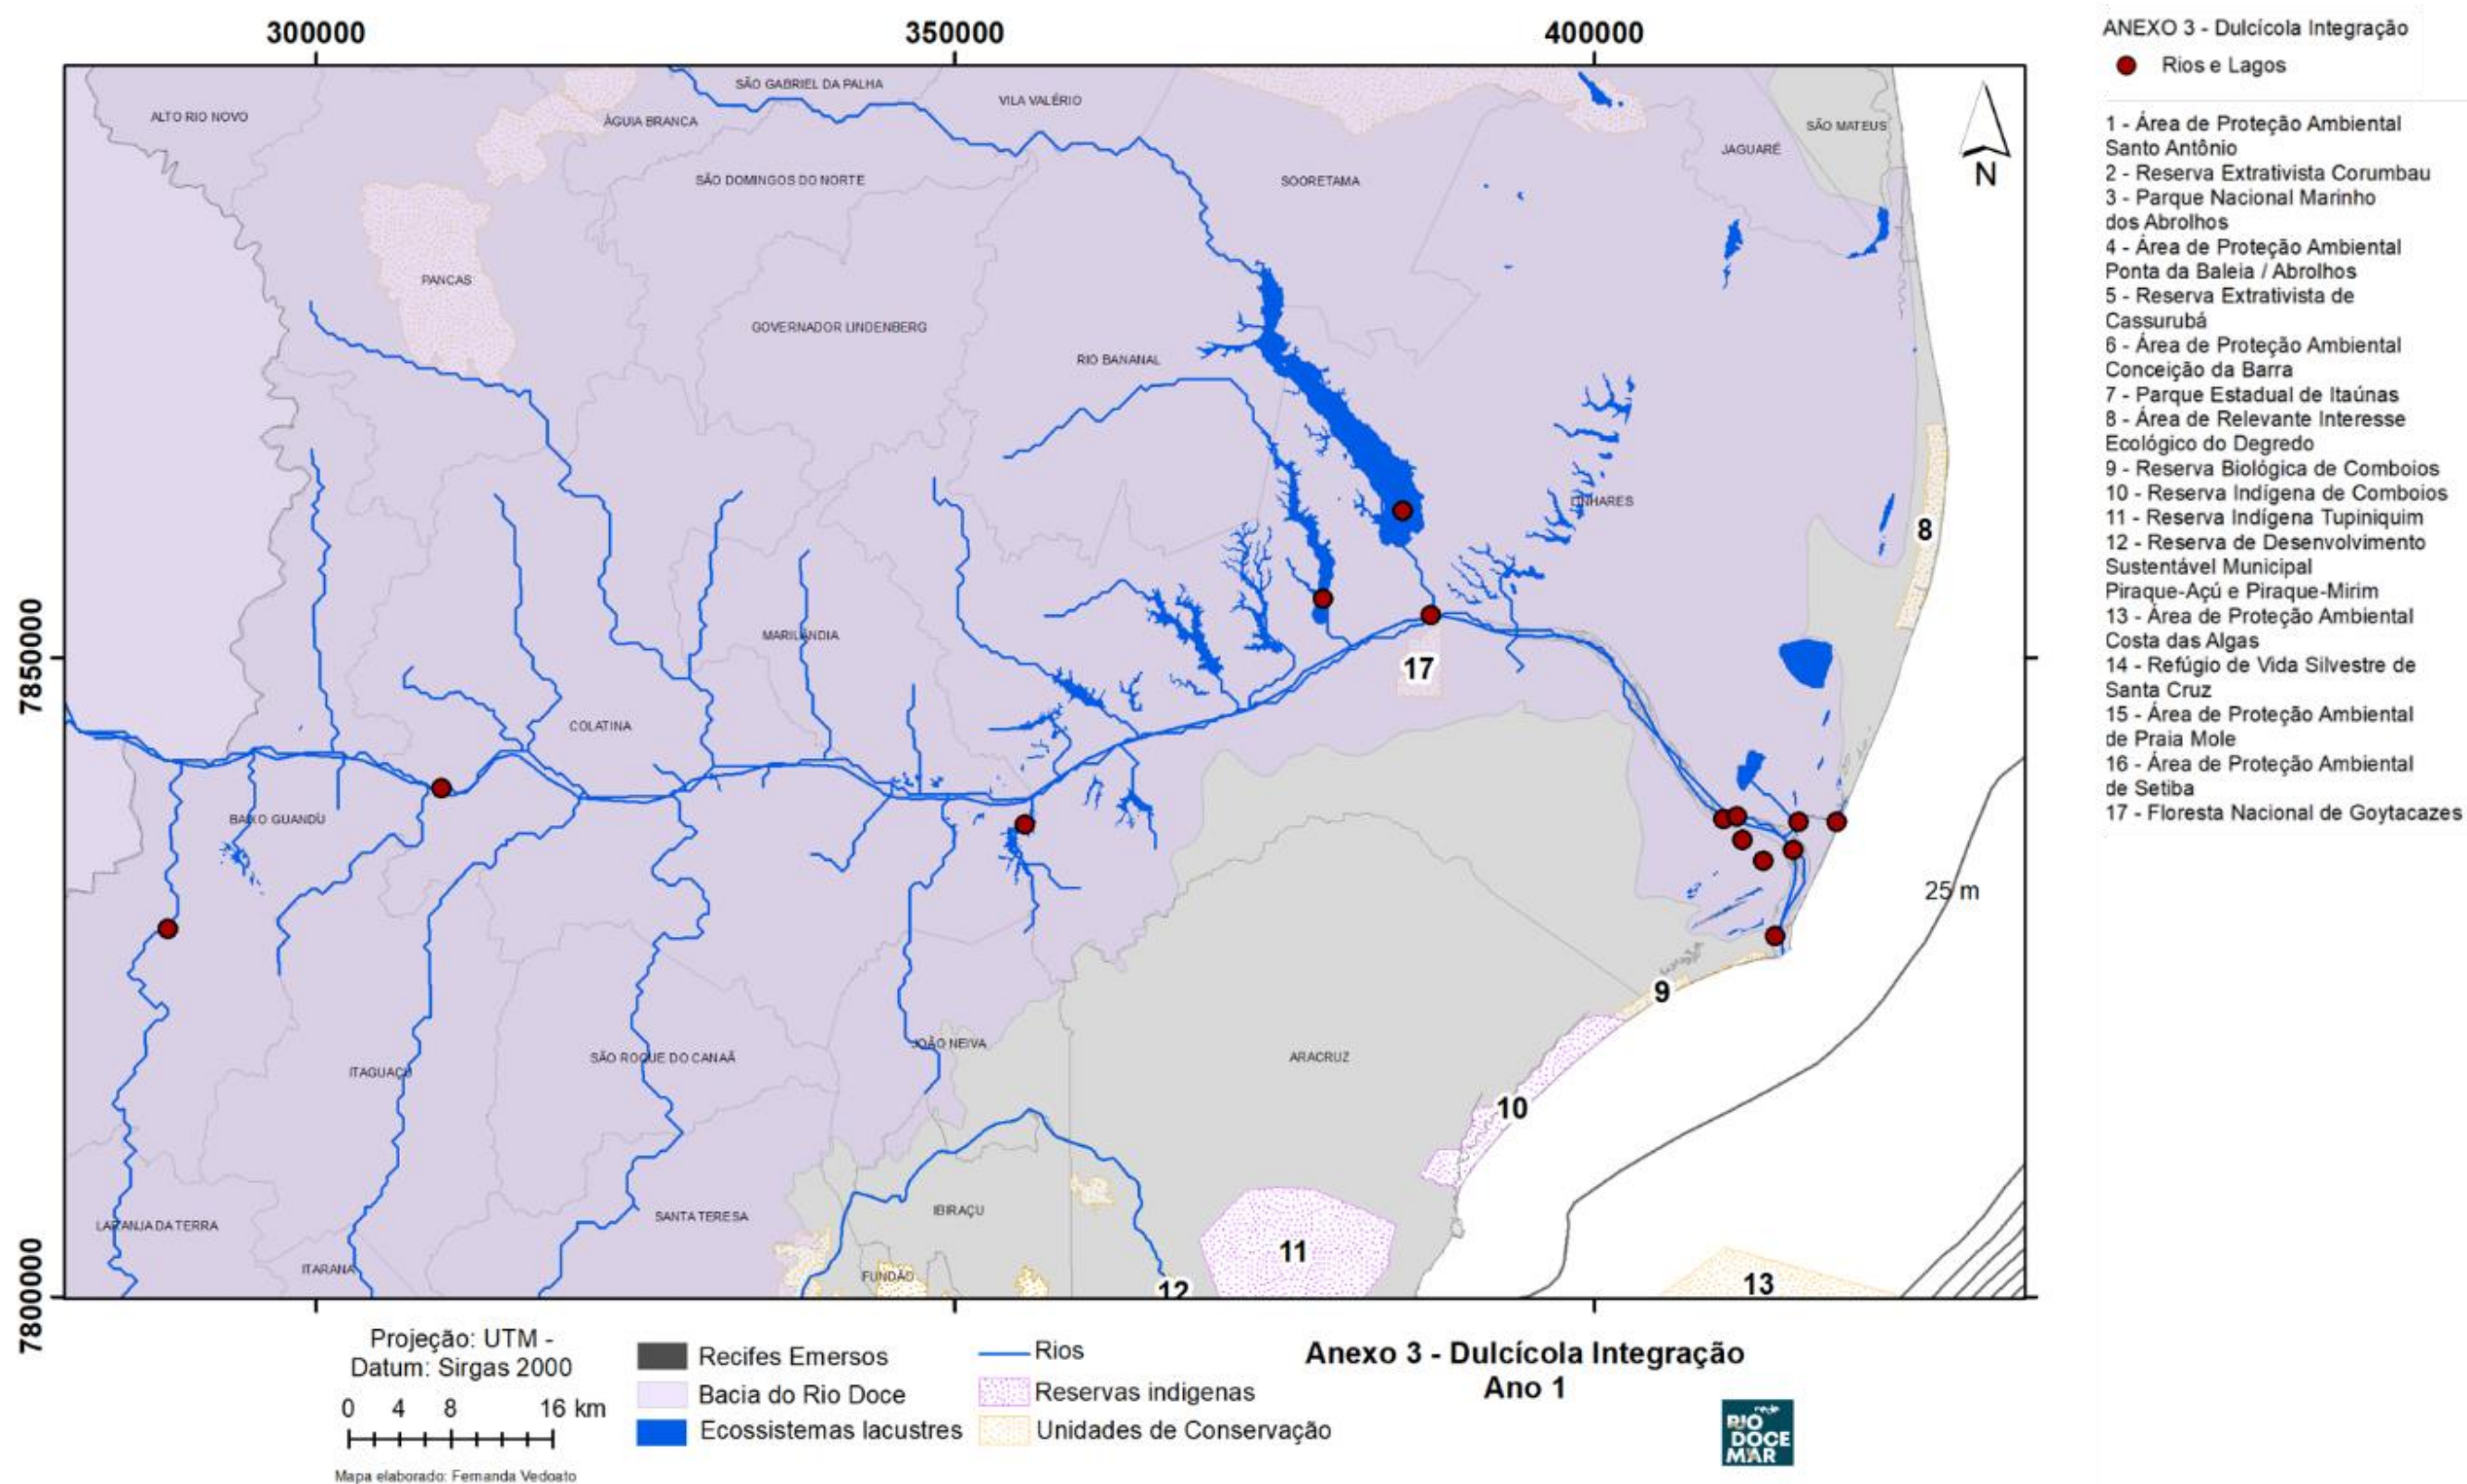 300000
350000
400000
ANEXO 3 - Dulcícola Integração
Rios e Lagos
1 - Área de Proteção Ambiental
Santo Antônio
2 - Reserva Extrativista Corumbau
3 - Parque Nacional Marinho
dos Abrolhos
4 - Área de Proteção Ambiental
Ponta da Baleia / Abrolhos
5 - Reserva Extrativista de
Cassurubá
6 - Área de Proteção Ambiental
Conceição da Barra
7 - Parque Estadual de Itaúnas
8 - Área de Relevante Interesse
Ecológico do Degredo
9 - Reserva Biológica de Comboios
10 - Reserva Indígena de Comboios
11 - Reserva Indígena Tupiniquim
12 - Reserva de Desenvolvimento
Sustentável Municipal
Piraque-Açú e Piraque-Mirim
13 - Área de Proteção Ambiental
Costa das Algas
14 - Refúgio de Vida Silvestre de
Santa Cruz
15 - Área de Proteção Ambiental
de Praia Mole
16 - Área de Proteção Ambiental
de Setiba
17 - Floresta Nacional de Goytacazes
SÃO GABRIEL DA PALHA
VILA VALÉRIO
ALTO RIO NOVO
ÁGUIA BRANCA
SÃO MATEUS
JAGUARÉ
SÃO DOMINGOS DO NORTE
SOORETAMA
N
PANCAS
GOVERNADOR LINDENBERG
RIO BANANAL
LINHARES
8
7850000
MARILÂNDIA
17
COLATINA
BAIXO GUANDU
25 m
9
JOÃO NEIVA
SÃO ROQUE DO CANAÃ
ARACRUZ
ITAGUAÇU
10
LARANJA DA TERRA
SANTA TERESA
IBIRAÇU
11
ITARANA
FUNDÃO
12
13
7800000
Projeção: UTM -
Datum: Sirgas 2000
0 4 8 16 km
Mapa elaborado: Fernanda Vedoato
Recifes Emersos
Bacia do Rio Doce
Ecossistemas lacustres
Rios
Reservas indigenas
Unidades de Conservação
Anexo 3 - Dulcícola Integração
Ano 1
rede
RIO
DOCE
MAR